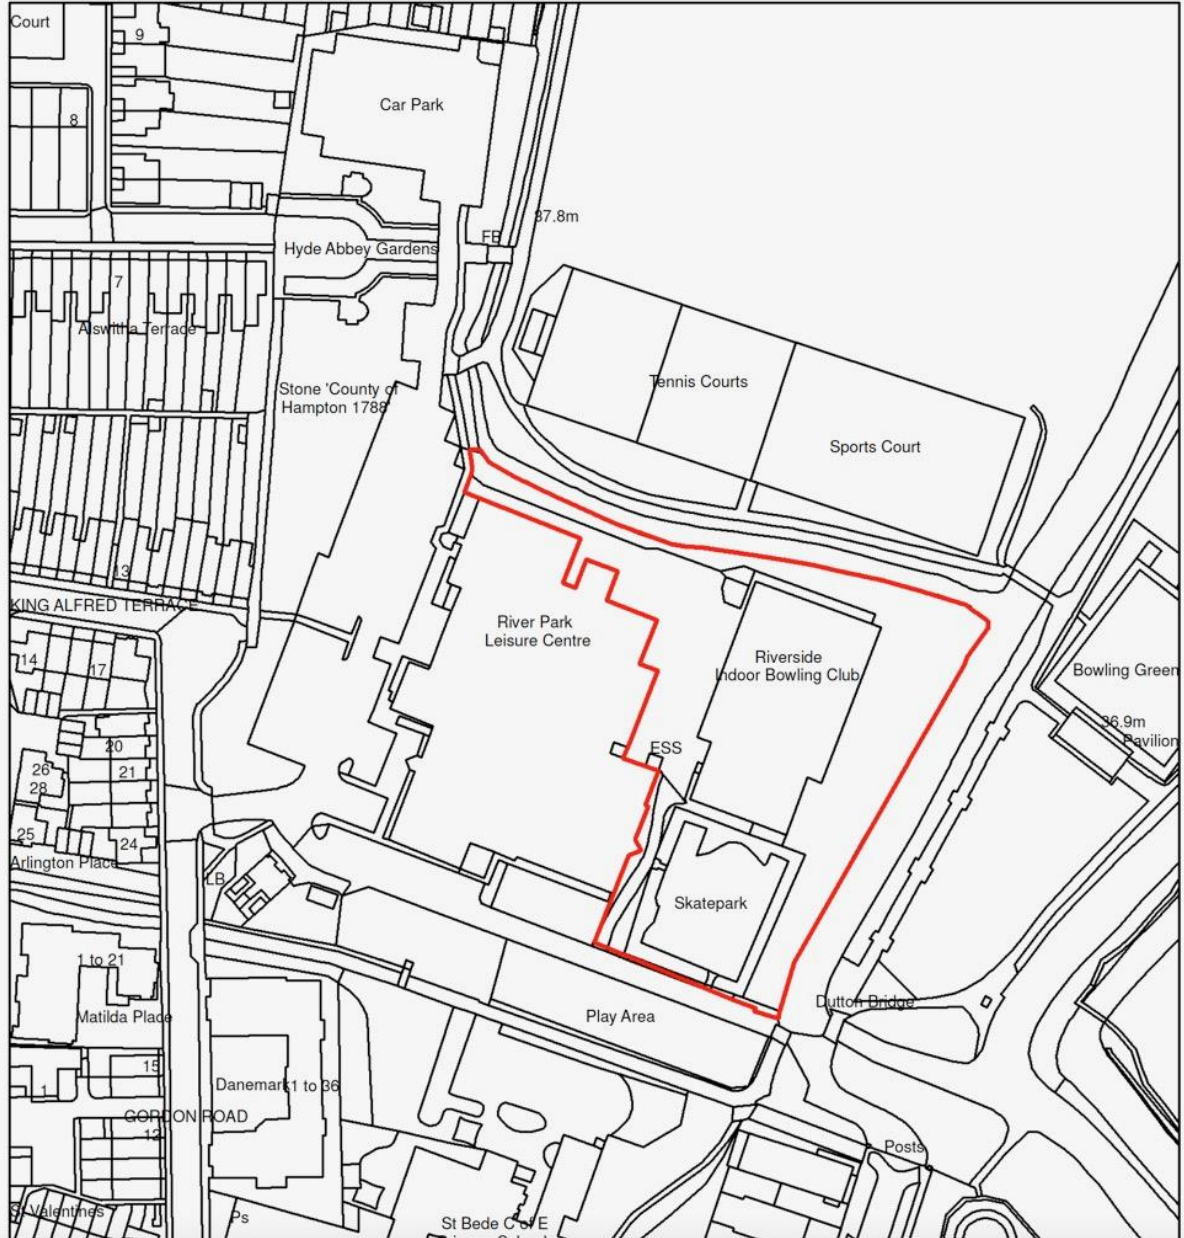 Court
9
Car Park
8
37.8m
FB
Hyde Abbey Gardens
7
Alswitha Terrace
Tennis Courts
Stone 'County of
Hampton 1788'
Sports Court
13
KING ALFRED TERRACE
River Park
Leisure Centre
14
17
Riverside
Indoor Bowling Club
Bowling Green
36.9m
Pavilion
20
ESS
26
21
28
25
24
Arlington Place
LB
Skatepark
1 to 21
Dutton Bridge
Matilda Place
Play Area
15
1
Danemark
1 to 36
GORDON ROAD
12
Posts
St Valentines
Ps
St Bede C of E